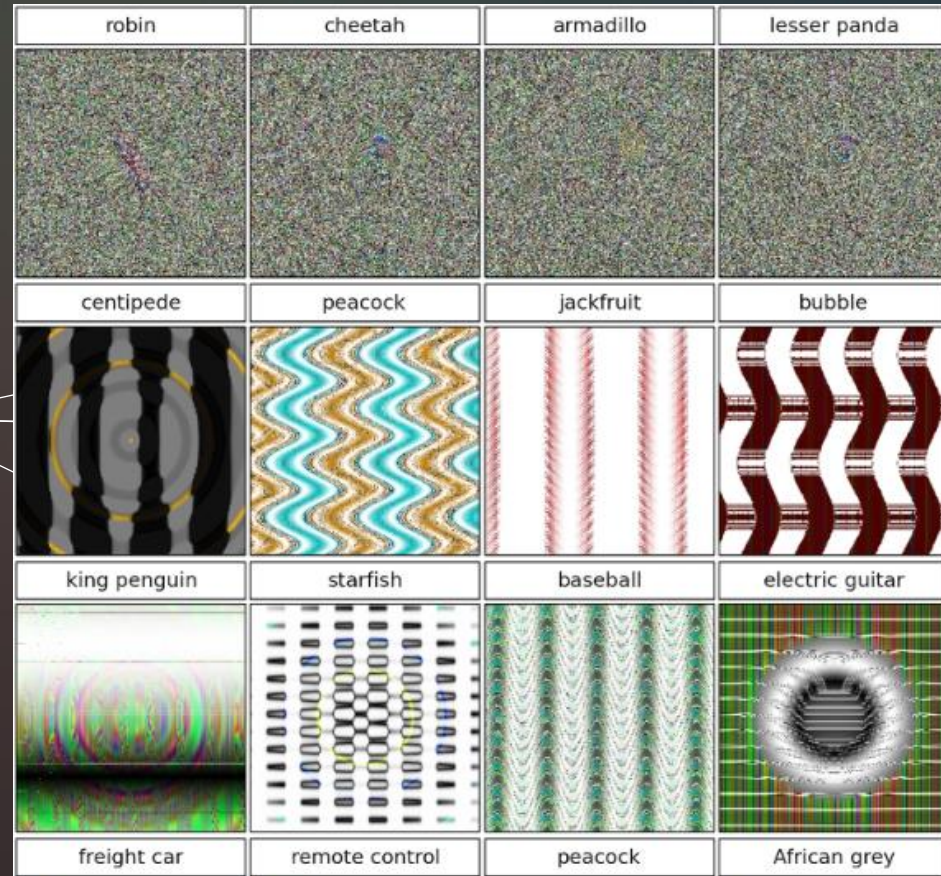 robin cheetah armadillo lesser panda
centipede peacock jackfruit bubble
king penguin starfish baseball electric guitar
freight car remote control peacock African grey